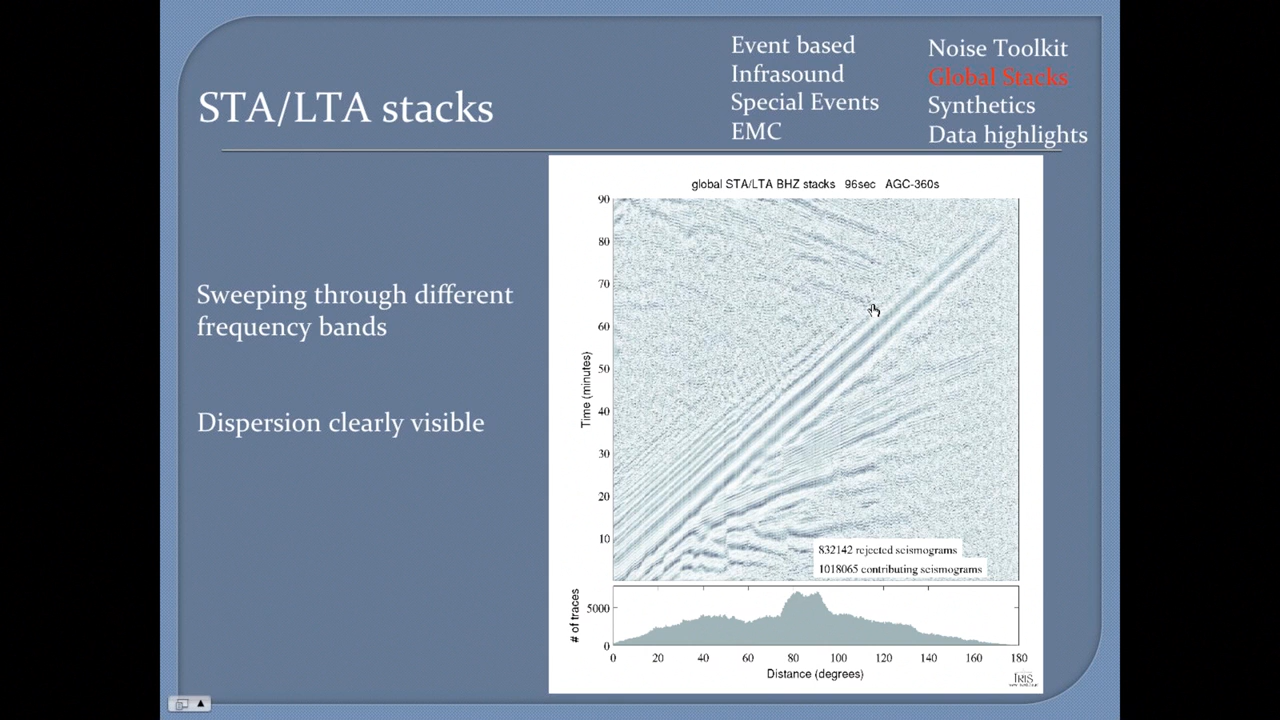 STA/LTA stacks
Event based
Infrasound
Special Events
EMC
Noise Toolkit
Global Stacks
Synthetics
Data highlights
Sweeping through different
frequency bands
Dispersion clearly visible
global STA/LTA BHZ stacks 96sec AGC-360s
90
80
70
60
50
40
30
20
10
Time (minutes)
832142 rejected seismograms
1018065 contributing seismograms
5000
0
# of traces
0 20 40 60 80 100 120 140 160 180
Distance (degrees)
IRIS